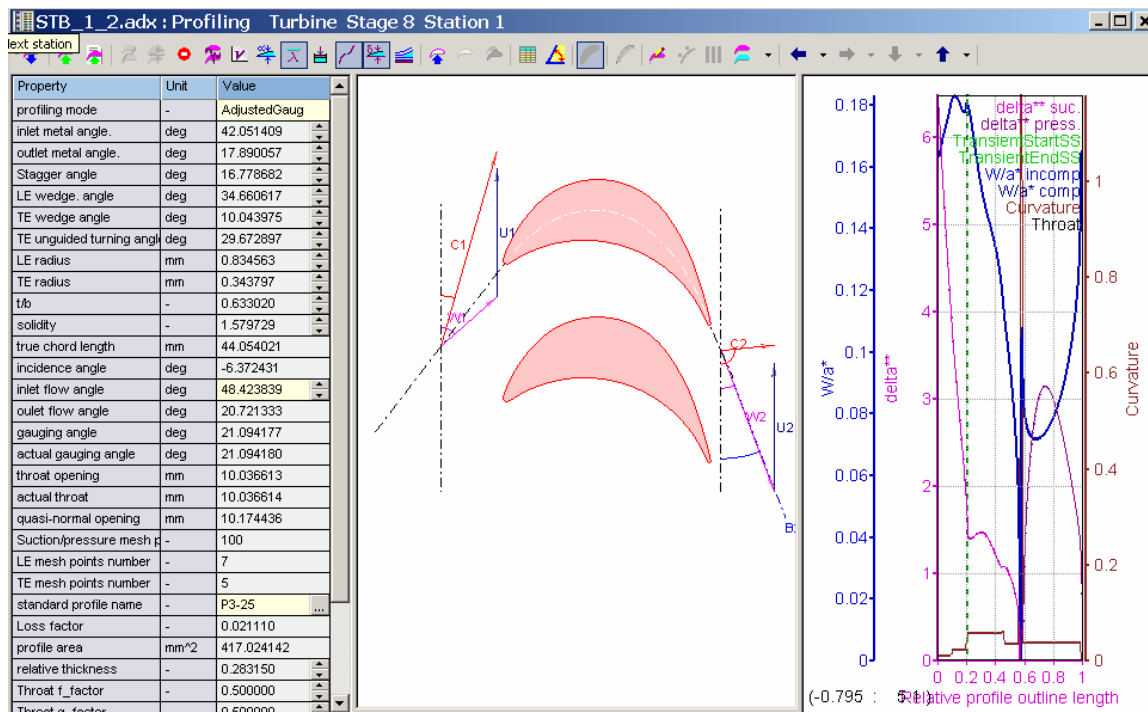 STB_1_2.adx : Profiling Turbine Stage 8 Station 1
ext station
Property Unit Value
profiling mode - AdjustedGaug
inlet metal angle. deg 42.051409
outlet metal angle. deg 17.890057
Stagger angle deg 16.778682
LE wedge. angle deg 34.660617
TE wedge angle deg 10.043975
TE unguided turning angl deg 29.672897
LE radius mm 0.834563
TE radius mm 0.343797
t/b - 0.633020
solidity - 1.579729
true chord length mm 44.054021
incidence angle deg -6.372431
inlet flow angle deg 48.423839
oulet flow angle deg 20.721333
gauging angle deg 21.094177
actual gauging angle deg 21.094180
throat opening mm 10.036613
actual throat mm 10.036614
quasi-normal opening mm 10.174436
Suction/pressure mesh p - 100
LE mesh points number - 7
TE mesh points number - 5
standard profile name - P3-25 ...
Loss factor - 0.021110
profile area mm^2 417.024142
relative thickness - 0.283150
Throat f_factor - 0.500000
Throat g_factor - 0.500000
C1
U1
W1
C2
W2
U2
B
delta** suc.
delta** press.
TransientStartSS
TransientEndSS
W/a* incomp
W/a* comp
Curvature
Throat
0.18
0.16
0.14
0.12
0.1
0.08
0.06
0.04
0.02
0
W/a*
6
5
4
3
2
1
0
delta**
1
0.8
0.6
0.4
0.2
0
Curvature
0 0.2 0.4 0.6 0.8 1
(-0.795 : 5.1) Relative profile outline length